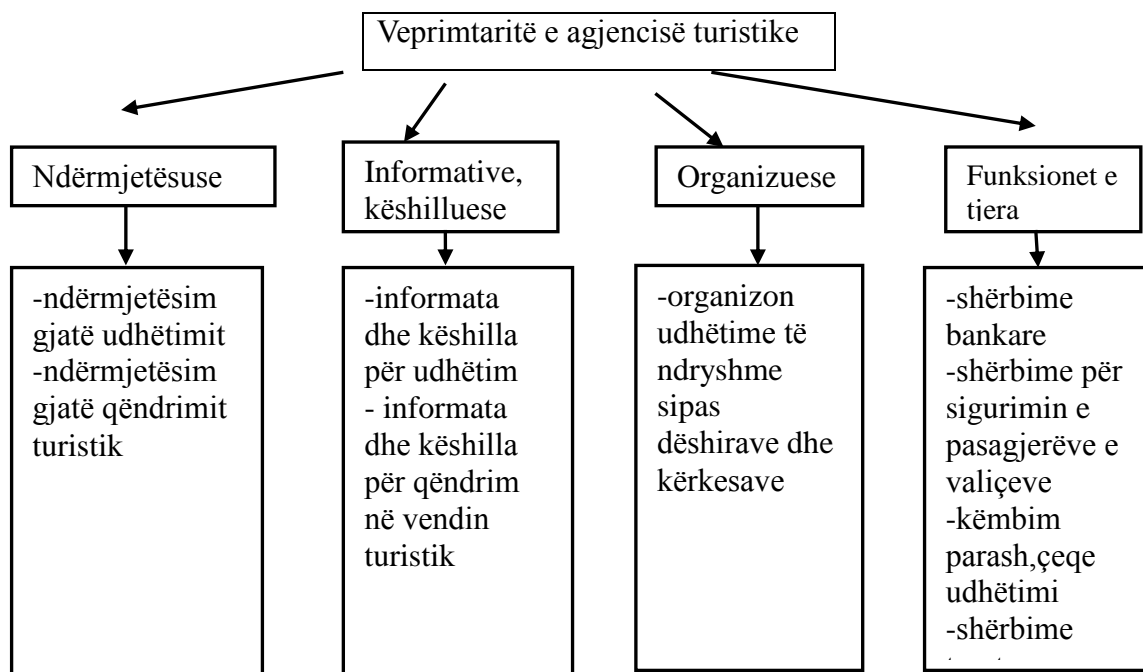 Veprimtaritë e agjencisë turistike
Ndërmjetësuse
Informative,
këshilluese
Organizuese
Funksionet e
tjera
-ndërmjetësim
gjatë udhëtimit
-ndërmjetësim
gjatë qëndrimit
turistik
-informata
dhe këshilla
për udhëtim
- informata
dhe këshilla
për qëndrim
në vendin
turistik
-organizon
udhëtime të
ndryshme
sipas
dëshirave dhe
kërkesave
-shërbime
bankare
-shërbime për
sigurimin e
pasagjerëve e
valiçeve
-këmbim
parash,çeqe
udhëtimi
-shërbime